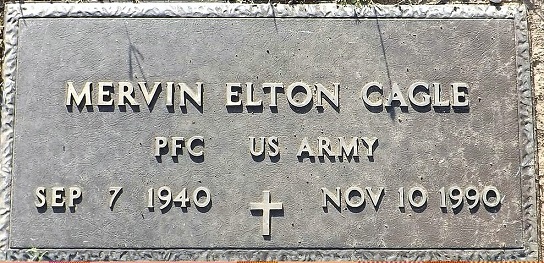 MERVIN ELTON CAGLE
PFC US ARMY
SEP 7 1940 NOV 10 1990